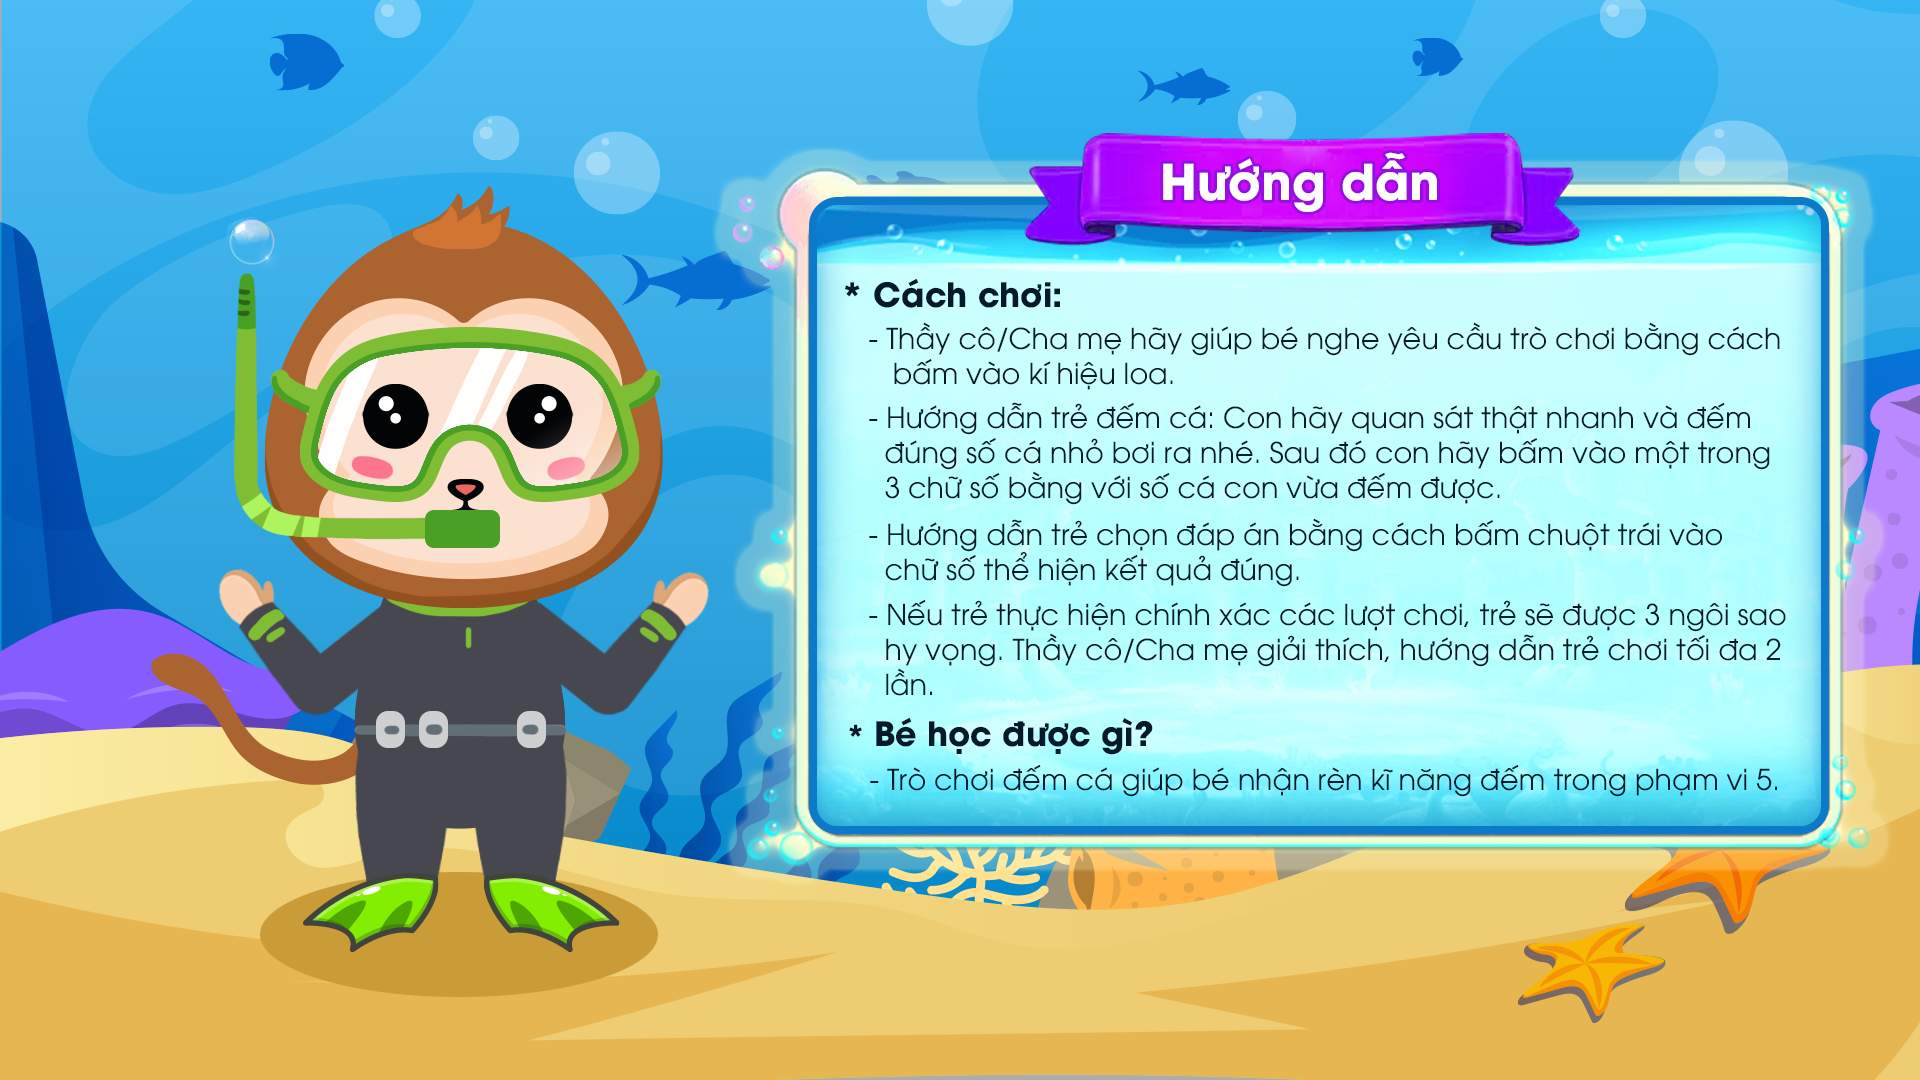 Hướng dẫn
* Cách chơi:
- Thầy cô/Cha mẹ hãy giúp bé nghe yêu cầu trò chơi bằng cách
bấm vào kí hiệu loa.
- Hướng dẫn trẻ đếm cá: Con hãy quan sát thật nhanh và đếm
đúng số cá nhỏ bơi ra nhé. Sau đó con hãy bấm vào một trong
3 chữ số bằng với số cá con vừa đếm được.
- Hướng dẫn trẻ chọn đáp án bằng cách bấm chuột trái vào
chữ số thể hiện kết quả đúng.
- Nếu trẻ thực hiện chính xác các lượt chơi, trẻ sẽ được 3 ngôi sao
hy vọng. Thầy cô/Cha mẹ giải thích, hướng dẫn trẻ chơi tối đa 2
lần.
* Bé học được gì?
- Trò chơi đếm cá giúp bé nhận rèn kĩ năng đếm trong phạm vi 5.